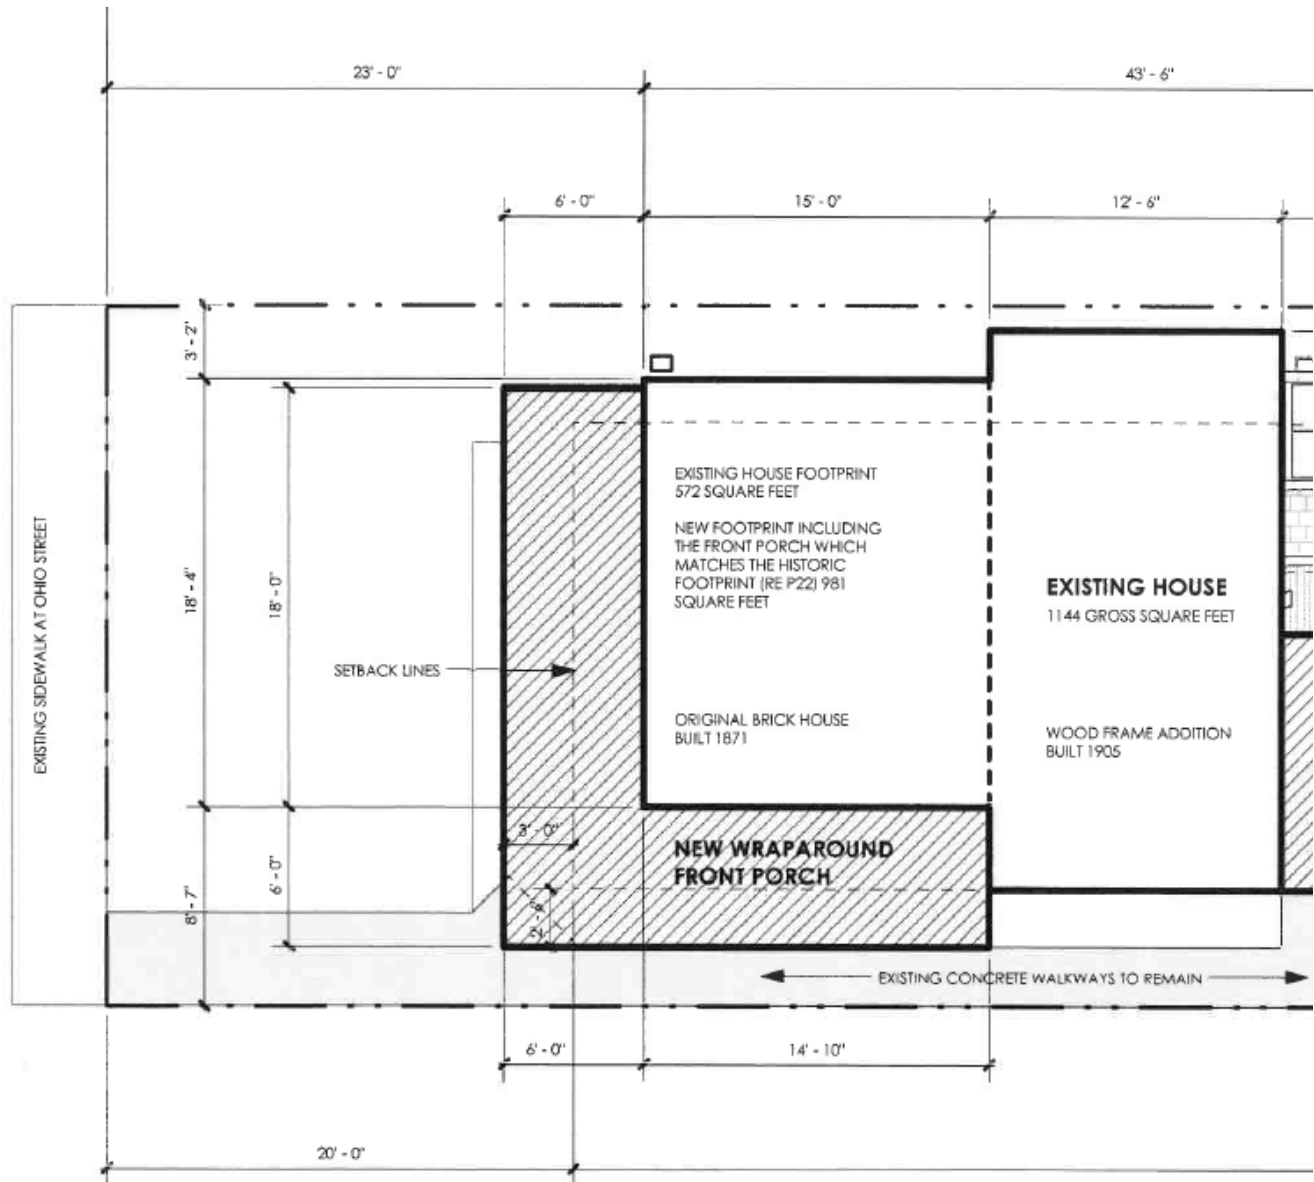 23' - 0"
43' - 6"
6' - 0"
15' - 0"
12' - 6"
3' - 2"
EXISTING HOUSE FOOTPRINT
572 SQUARE FEET
NEW FOOTPRINT INCLUDING
THE FRONT PORCH WHICH
MATCHES THE HISTORIC
FOOTPRINT (RE P22) 981
SQUARE FEET
EXISTING HOUSE
1144 GROSS SQUARE FEET
18' - 4"
18' - 0"
EXISTING SIDEWALK AT OHIO STREET
SETBACK LINES
ORIGINAL BRICK HOUSE
BUILT 1871
WOOD FRAME ADDITION
BUILT 1905
3' - 0"
NEW WRAPAROUND
FRONT PORCH
6' - 0"
8' - 7"
EXISTING CONCRETE WALKWAYS TO REMAIN
6' - 0"
14' - 10"
20' - 0"